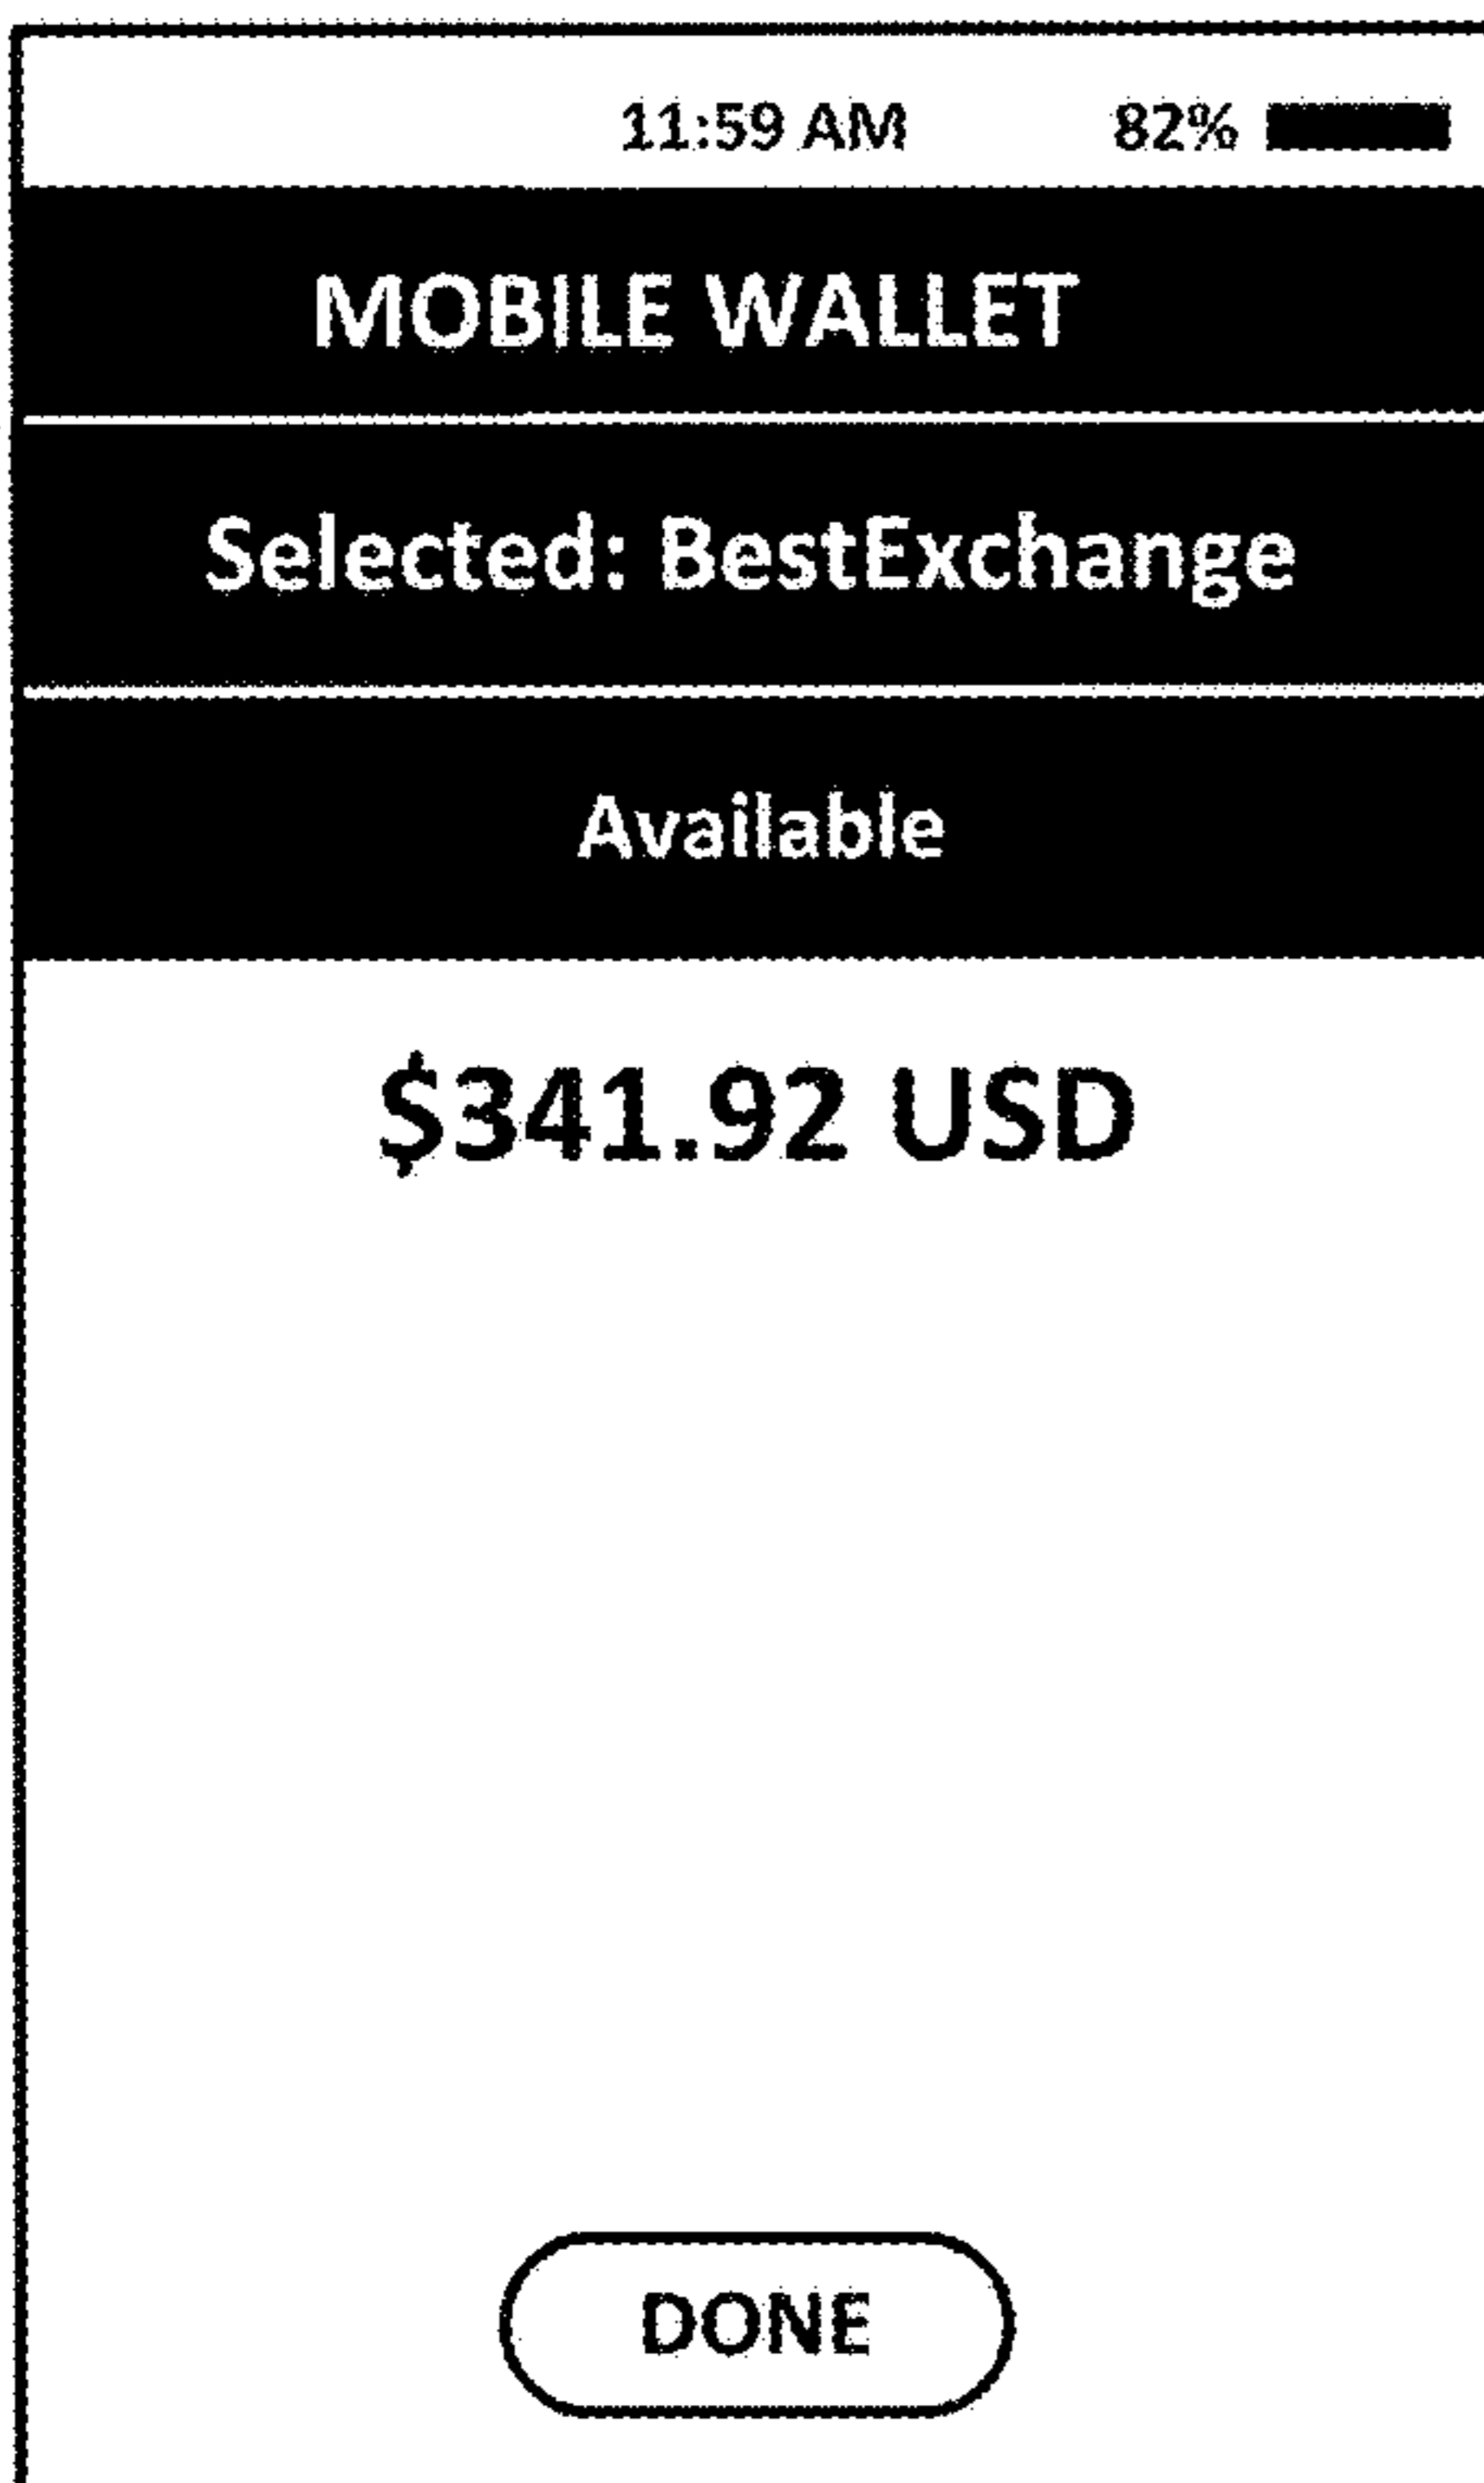 11:59 AM 82%
MOBILE WALLET
Selected: BestExchange
Available
$341.92 USD
DONE